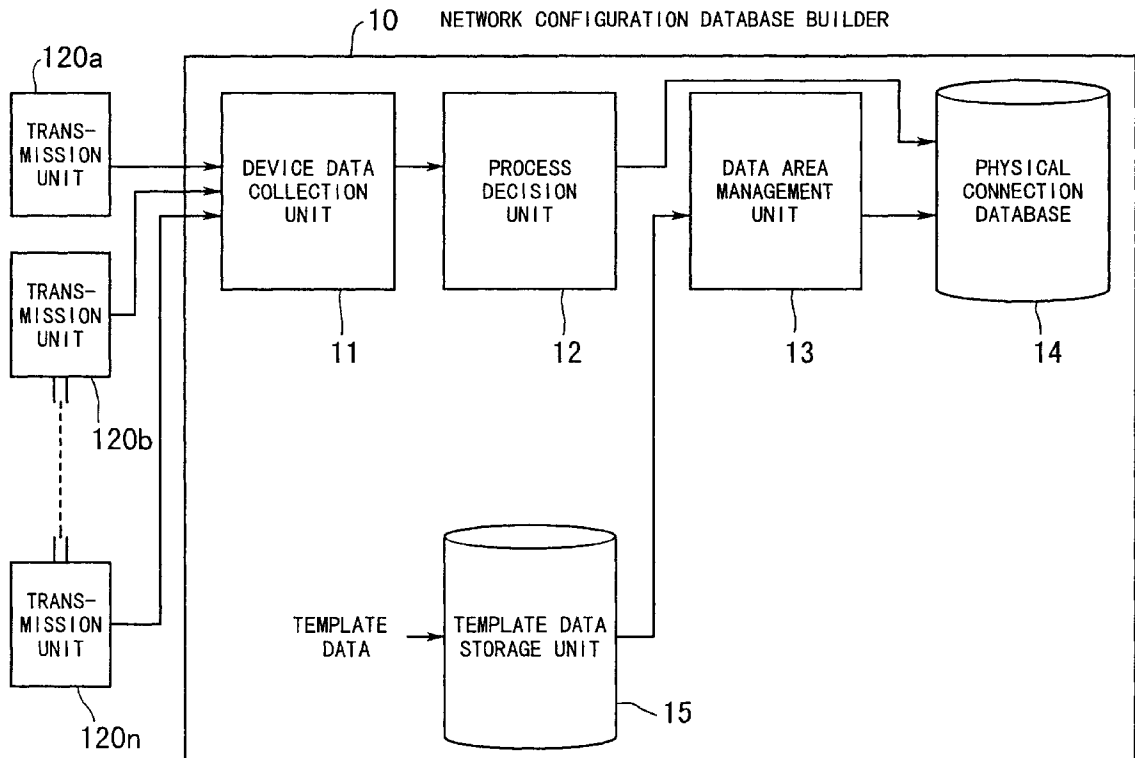 10 NETWORK CONFIGURATION DATABASE BUILDER
120a
TRANS-
MISSION
UNIT
DEVICE DATA
COLLECTION
UNIT
11
PROCESS
DECISION
UNIT
12
DATA AREA
MANAGEMENT
UNIT
13
PHYSICAL
CONNECTION
DATABASE
14
TRANS-
MISSION
UNIT
120b
TRANS-
MISSION
UNIT
120n
TEMPLATE
DATA
TEMPLATE DATA
STORAGE UNIT
15